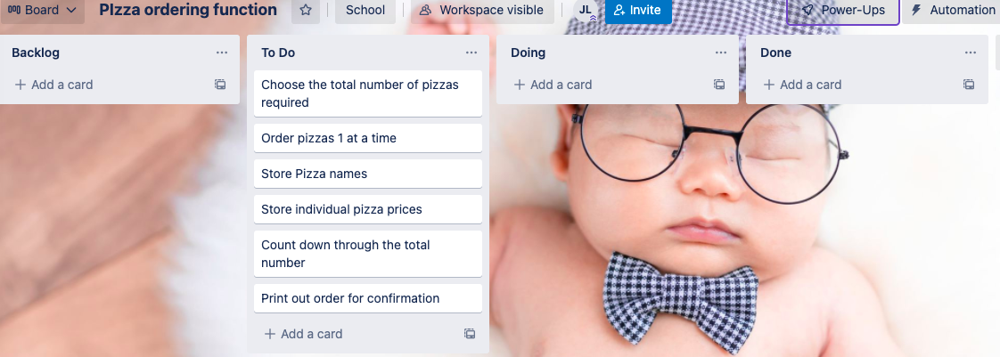 Board
PIzza ordering function
School
Workspace visible
JL
Invite
Power-Ups
Automation
Backlog
Add a card
To Do
Choose the total number of pizzas
required
Order pizzas 1 at a time
Store Pizza names
Store individual pizza prices
Count down through the total
number
Print out order for confirmation
Add a card
Doing
Add a card
Done
Add a card